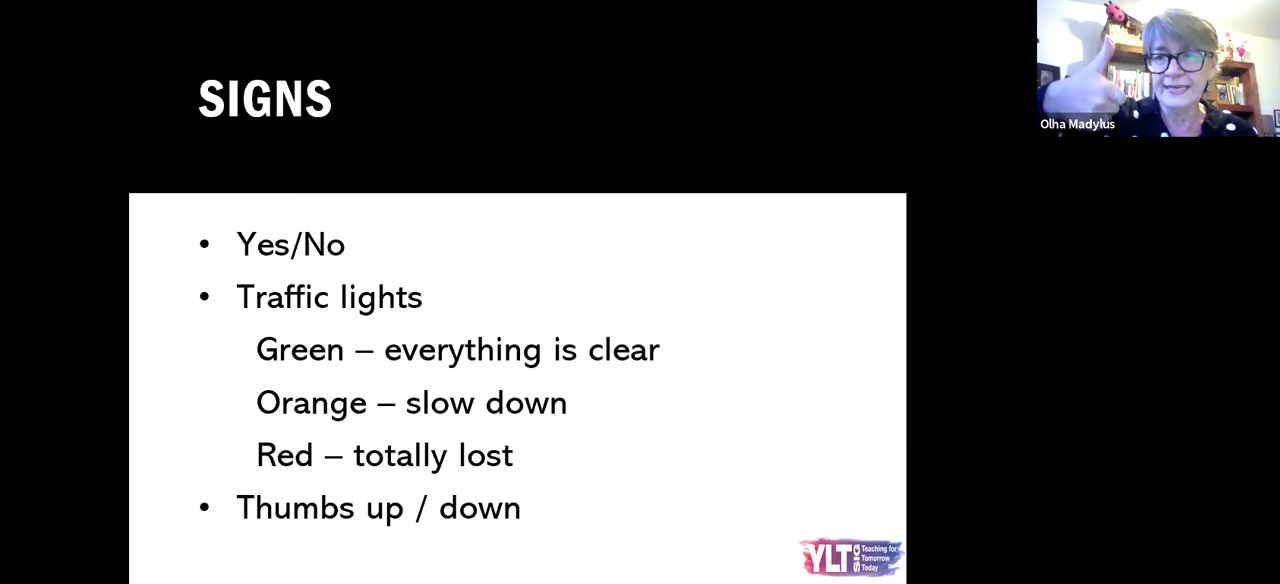 SIGNS
Olha Madylus
• Yes/No
• Traffic lights
Green – everything is clear
Orange – slow down
Red – totally lost
• Thumbs up / down
YLT SIG
Teaching for
Tomorrow
Today